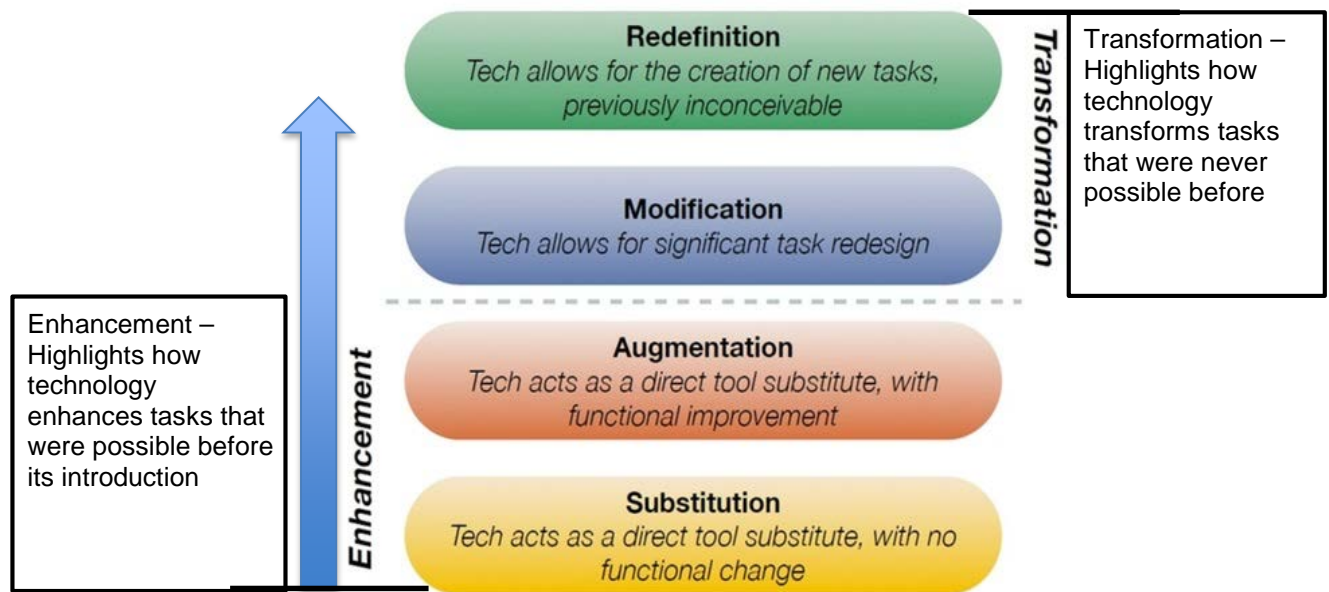 Redefinition
Tech allows for the creation of new tasks,
previously inconceivable
Modification
Tech allows for significant task redesign
Transformation
Transformation –
Highlights how
technology
transforms tasks
that were never
possible before
Enhancement –
Highlights how
technology
enhances tasks that
were possible before
its introduction
Enhancement
Augmentation
Tech acts as a direct tool substitute, with
functional improvement
Substitution
Tech acts as a direct tool substitute, with no
functional change